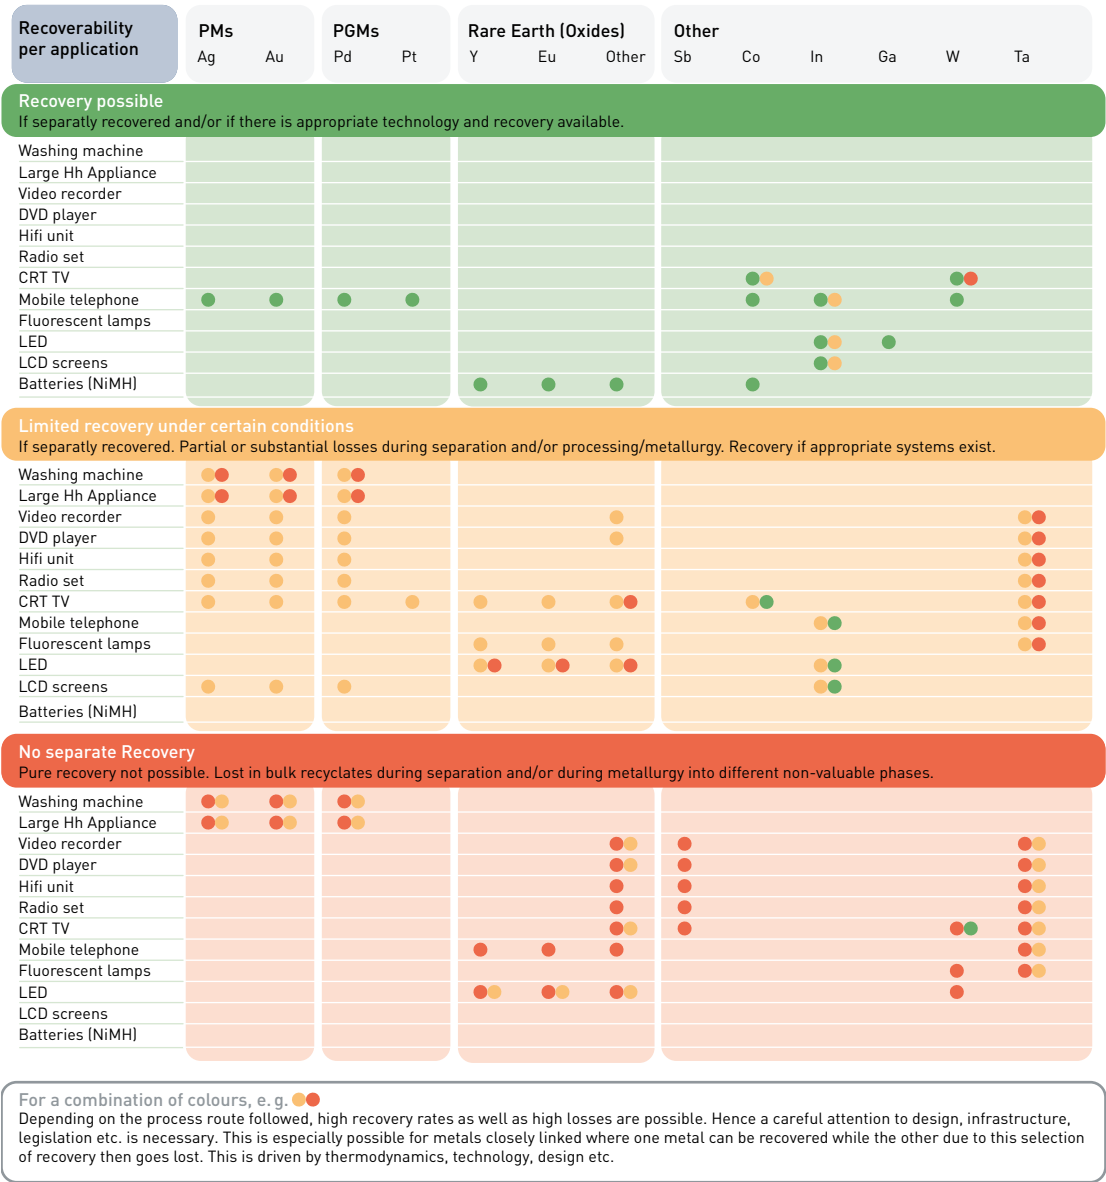 Recoverability
per application
PMs
PGMs
Rare Earth (Oxides)
Other
Ag
Au
Pd
Pt
Y
Eu
Other
Sb
Co
In
Ga
W
Ta
Recovery possible
If separatly recovered and/or if there is appropriate technology and recovery available.
Washing machine
Large Hh Appliance
Video recorder
DVD player
Hifi unit
Radio set
CRT TV
Mobile telephone
Fluorescent lamps
LED
LCD screens
Batteries (NiMH)
Limited recovery under certain conditions
If separatly recovered. Partial or substantial losses during separation and/or processing/metallurgy. Recovery if appropriate systems exist.
Washing machine
Large Hh Appliance
Video recorder
DVD player
Hifi unit
Radio set
CRT TV
Mobile telephone
Fluorescent lamps
LED
LCD screens
Batteries (NiMH)
No separate Recovery
Pure recovery not possible. Lost in bulk recyclates during separation and/or during metallurgy into different non-valuable phases.
Washing machine
Large Hh Appliance
Video recorder
DVD player
Hifi unit
Radio set
CRT TV
Mobile telephone
Fluorescent lamps
LED
LCD screens
Batteries (NiMH)
For a combination of colours, e. g.
Depending on the process route followed, high recovery rates as well as high losses are possible. Hence a careful attention to design, infrastructure,
legislation etc. is necessary. This is especially possible for metals closely linked where one metal can be recovered while the other due to this selection
of recovery then goes lost. This is driven by thermodynamics, technology, design etc.